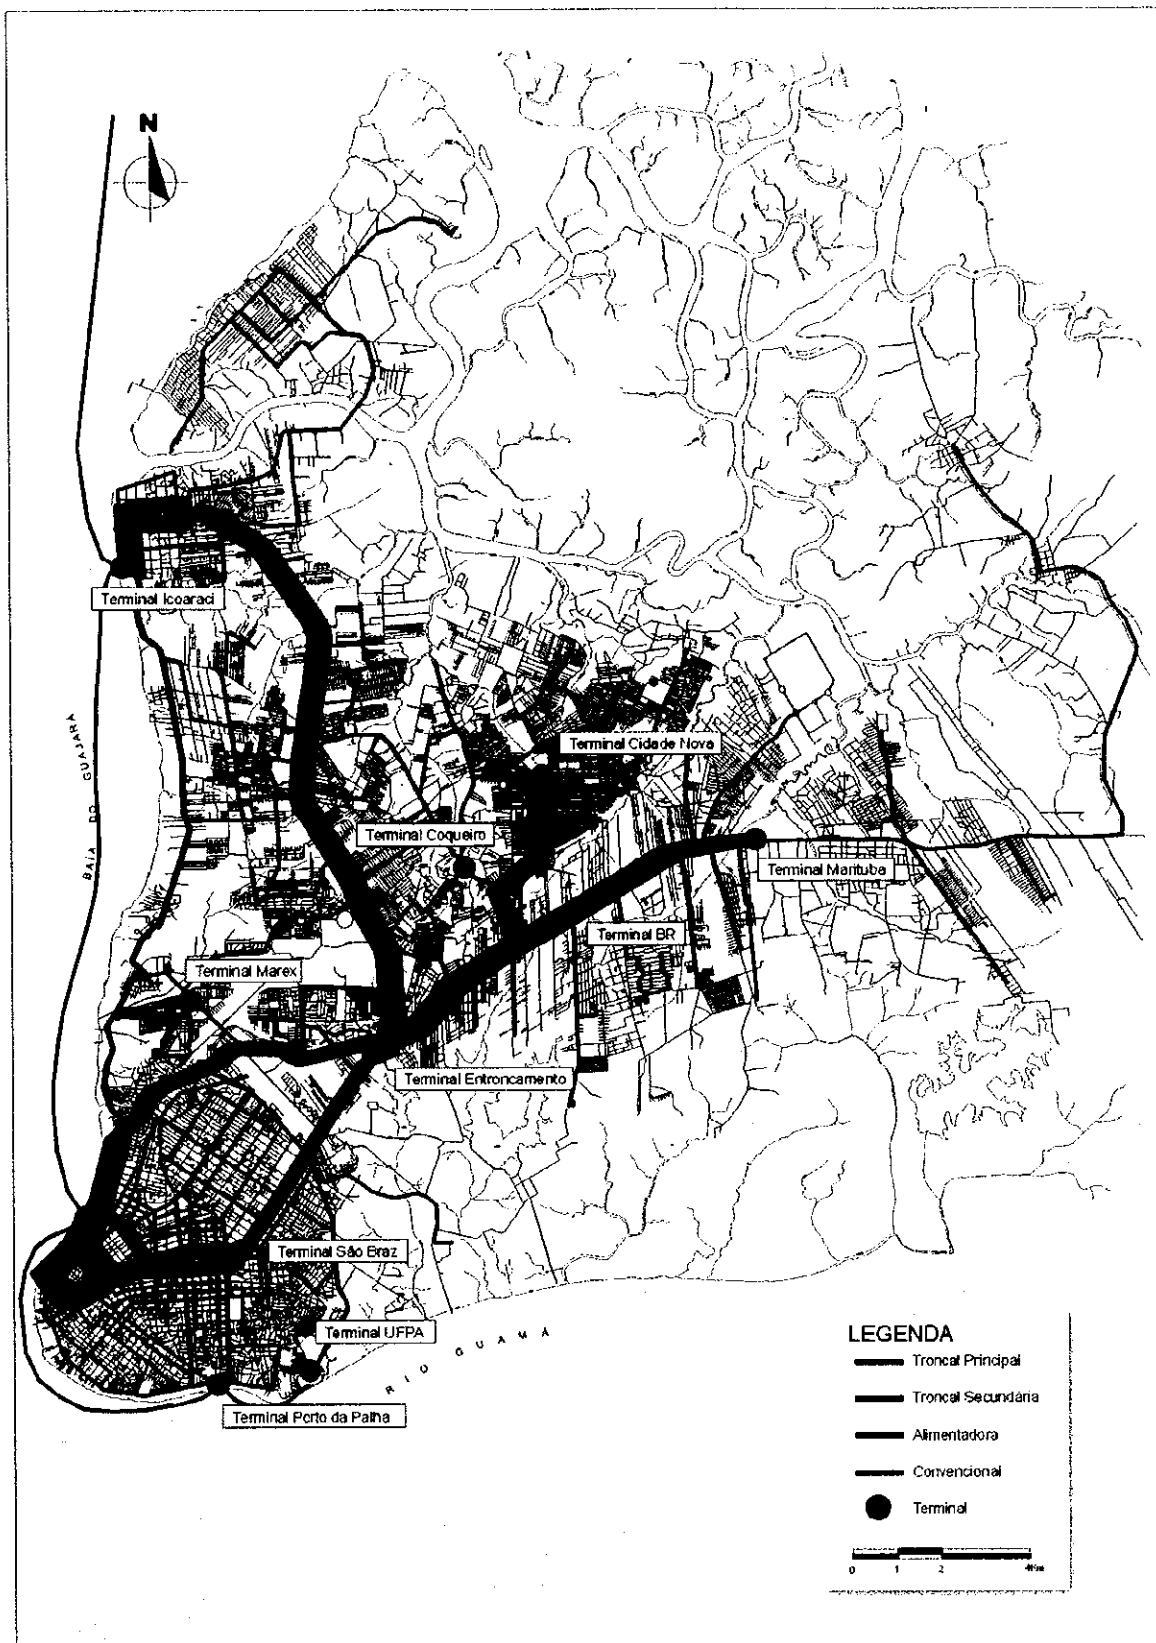 N
Terminal Icoaraci
BAIA DO GUAJARA
Terminal Cidade Nova
Terminal Coqueiro
Terminal Marituba
Terminal BR
Terminal Marex
Terminal Entroncamento
Terminal São Braz
Terminal UFPA
RIO GUAMÁ
Terminal Porto da Palha
LEGENDA
Troncal Principal
Troncal Secundária
Alimentadora
Convencional
Terminal
0 1 2 4Km